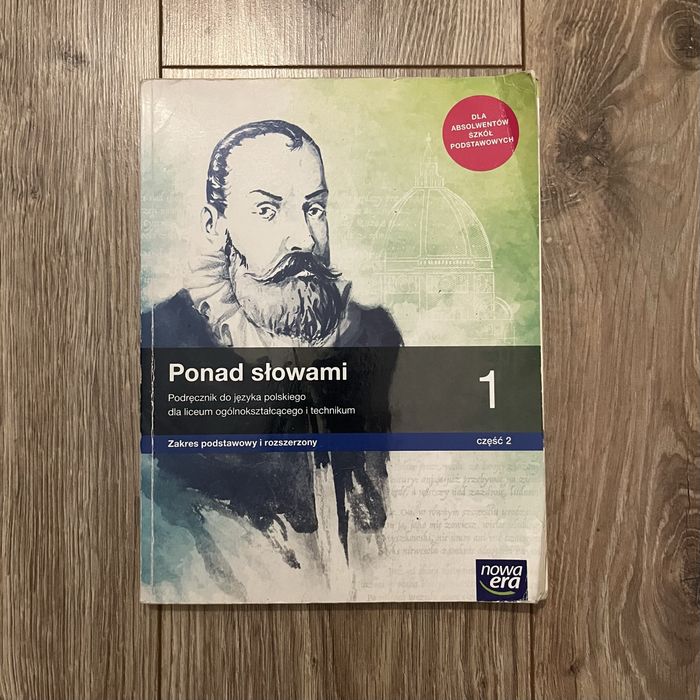 DLA
ABSOLWENTÓW
SZKÓŁ
PODSTAWOWYCH
Ponad słowami
1
Podręcznik do języka polskiego
dla liceum ogólnokształcącego i technikum
Zakres podstawowy i rozszerzony
część 2
nowa
era